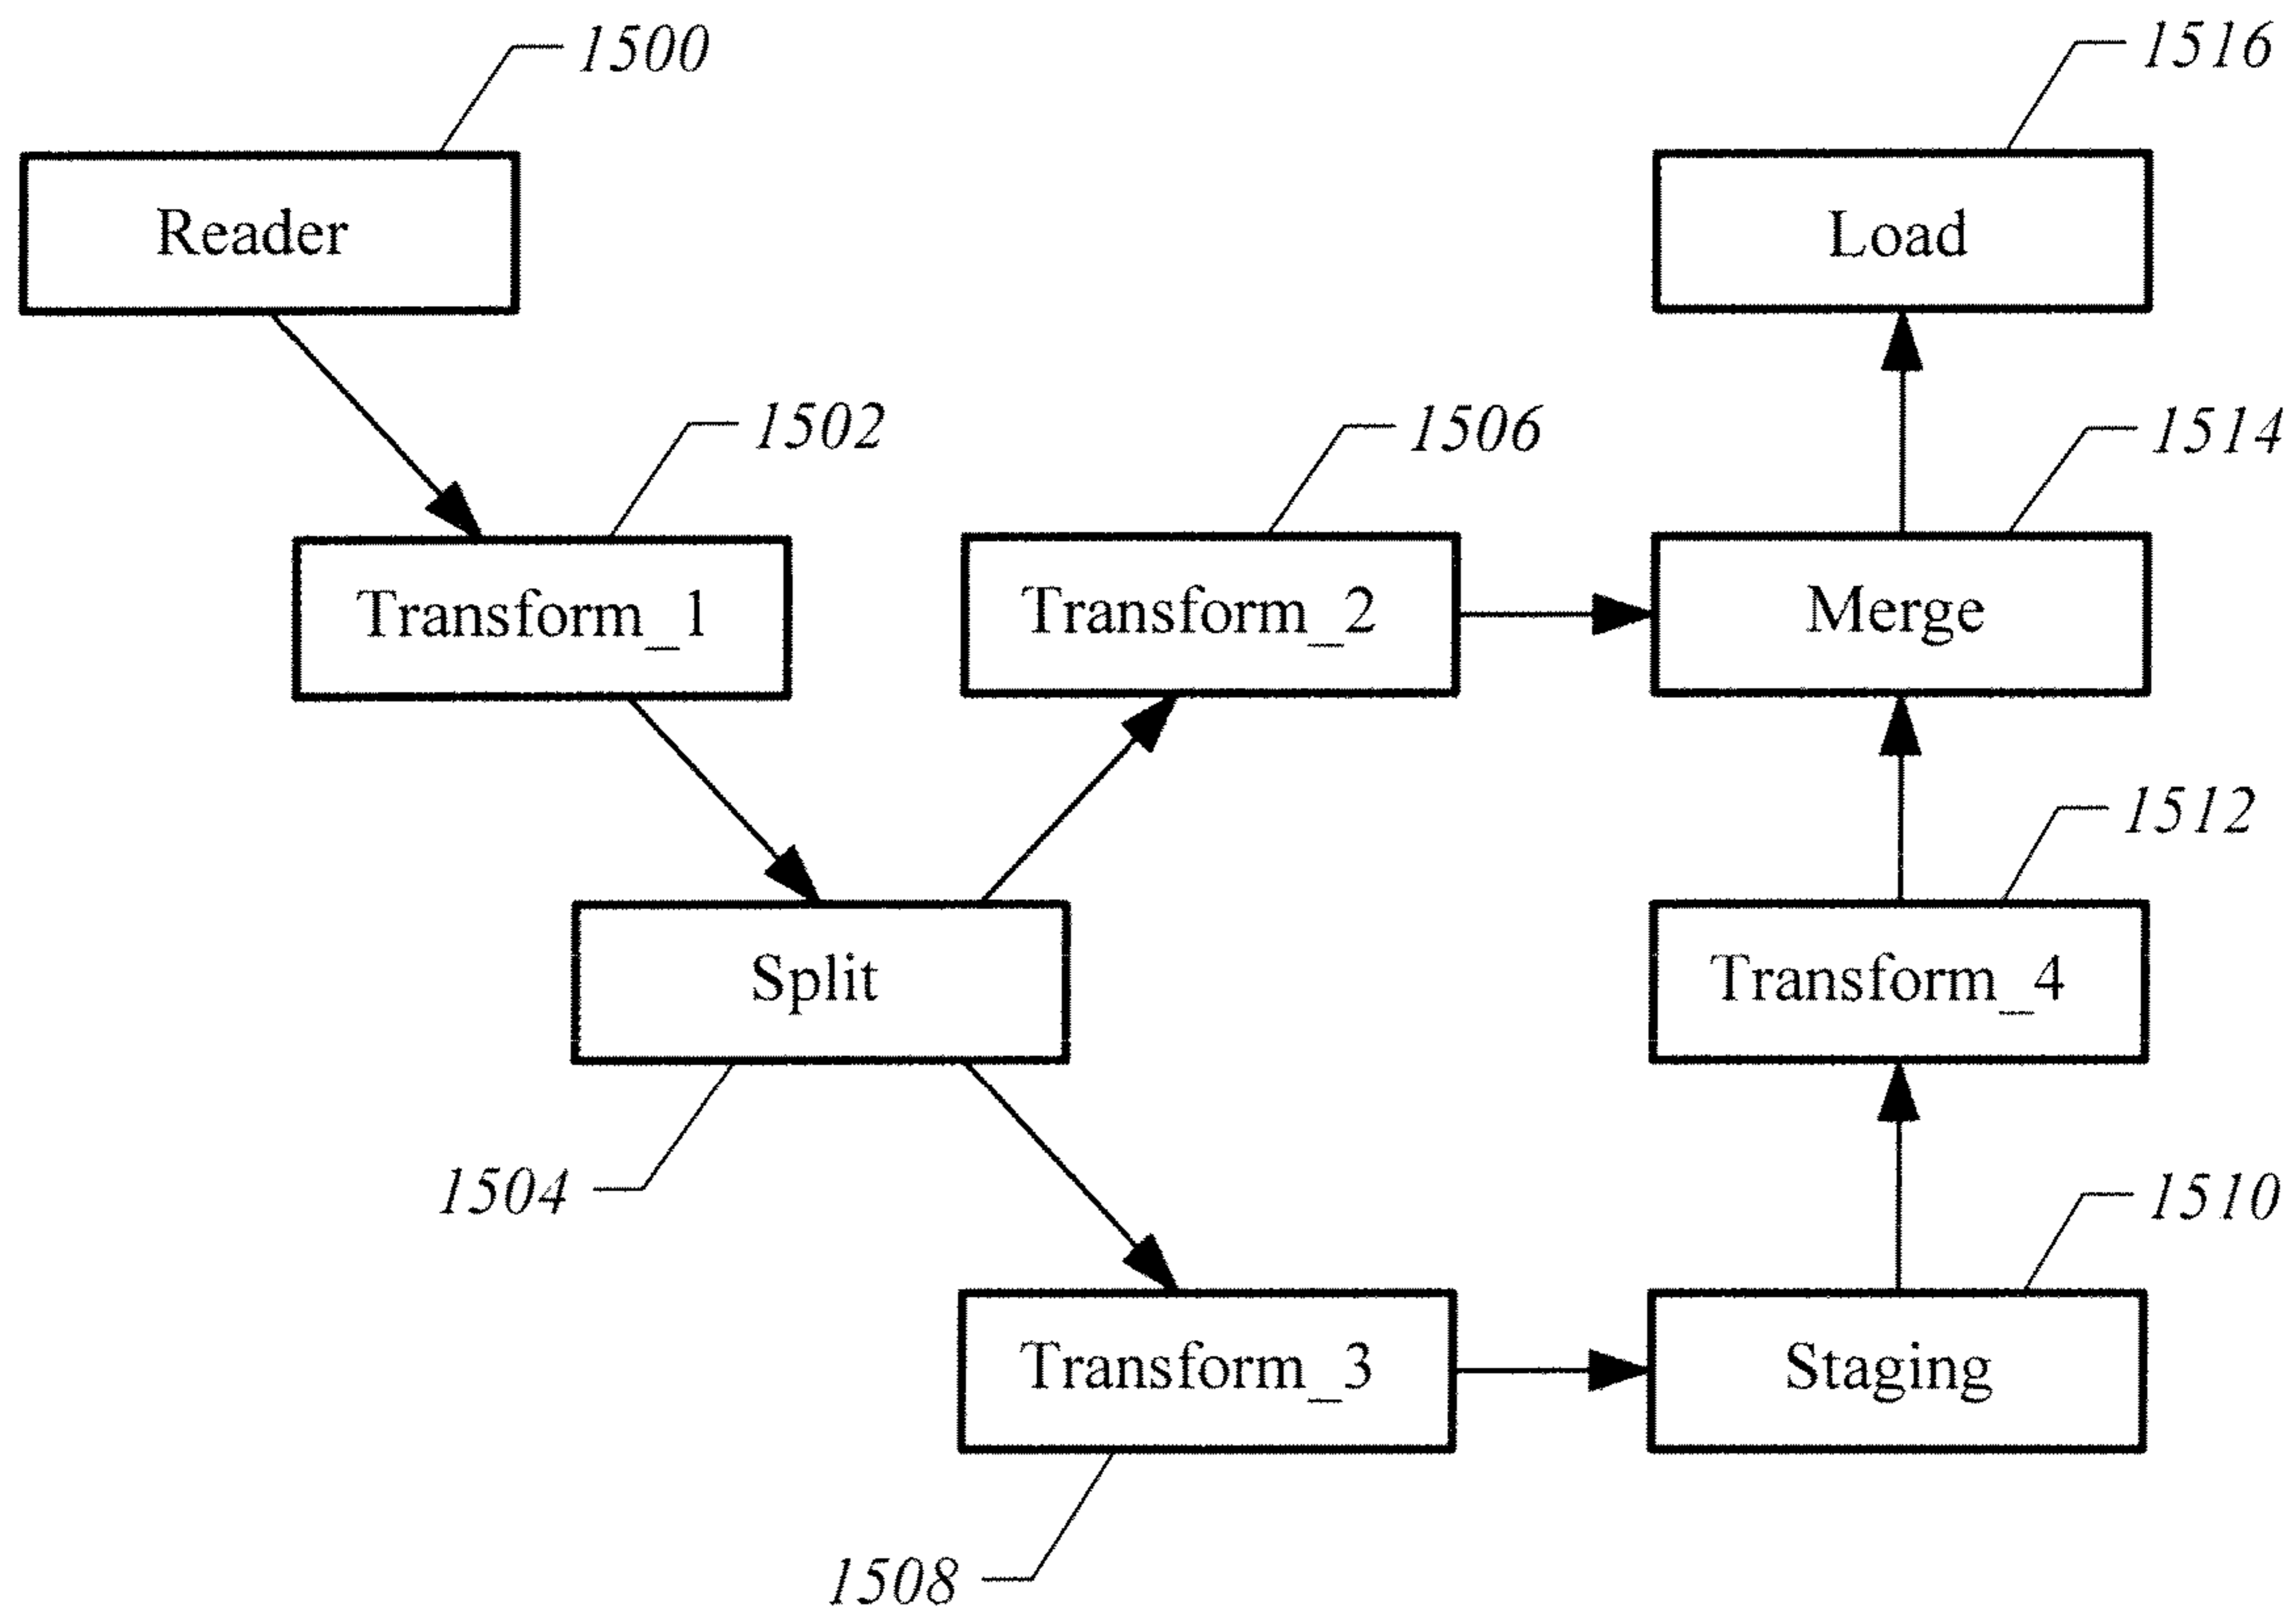 1500
1516
Reader
Load
1502
1506
1514
Transform_1
Transform_2
Merge
1512
Split
Transform_4
1504
1510
Transform_3
Staging
1508